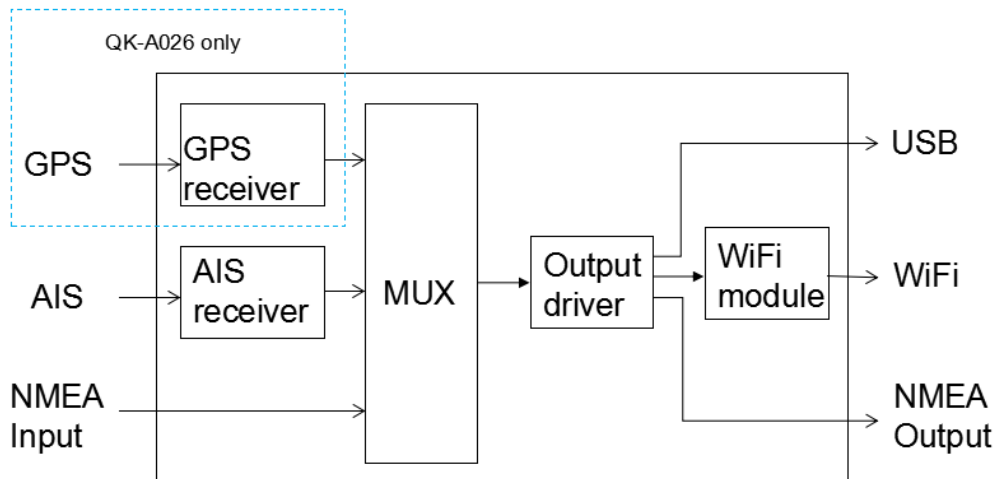 QK-A026 only
GPS
GPS
receiver
AIS
AIS
receiver
NMEA
Input
MUX
Output
driver
WiFi
module
USB
WiFi
NMEA
Output